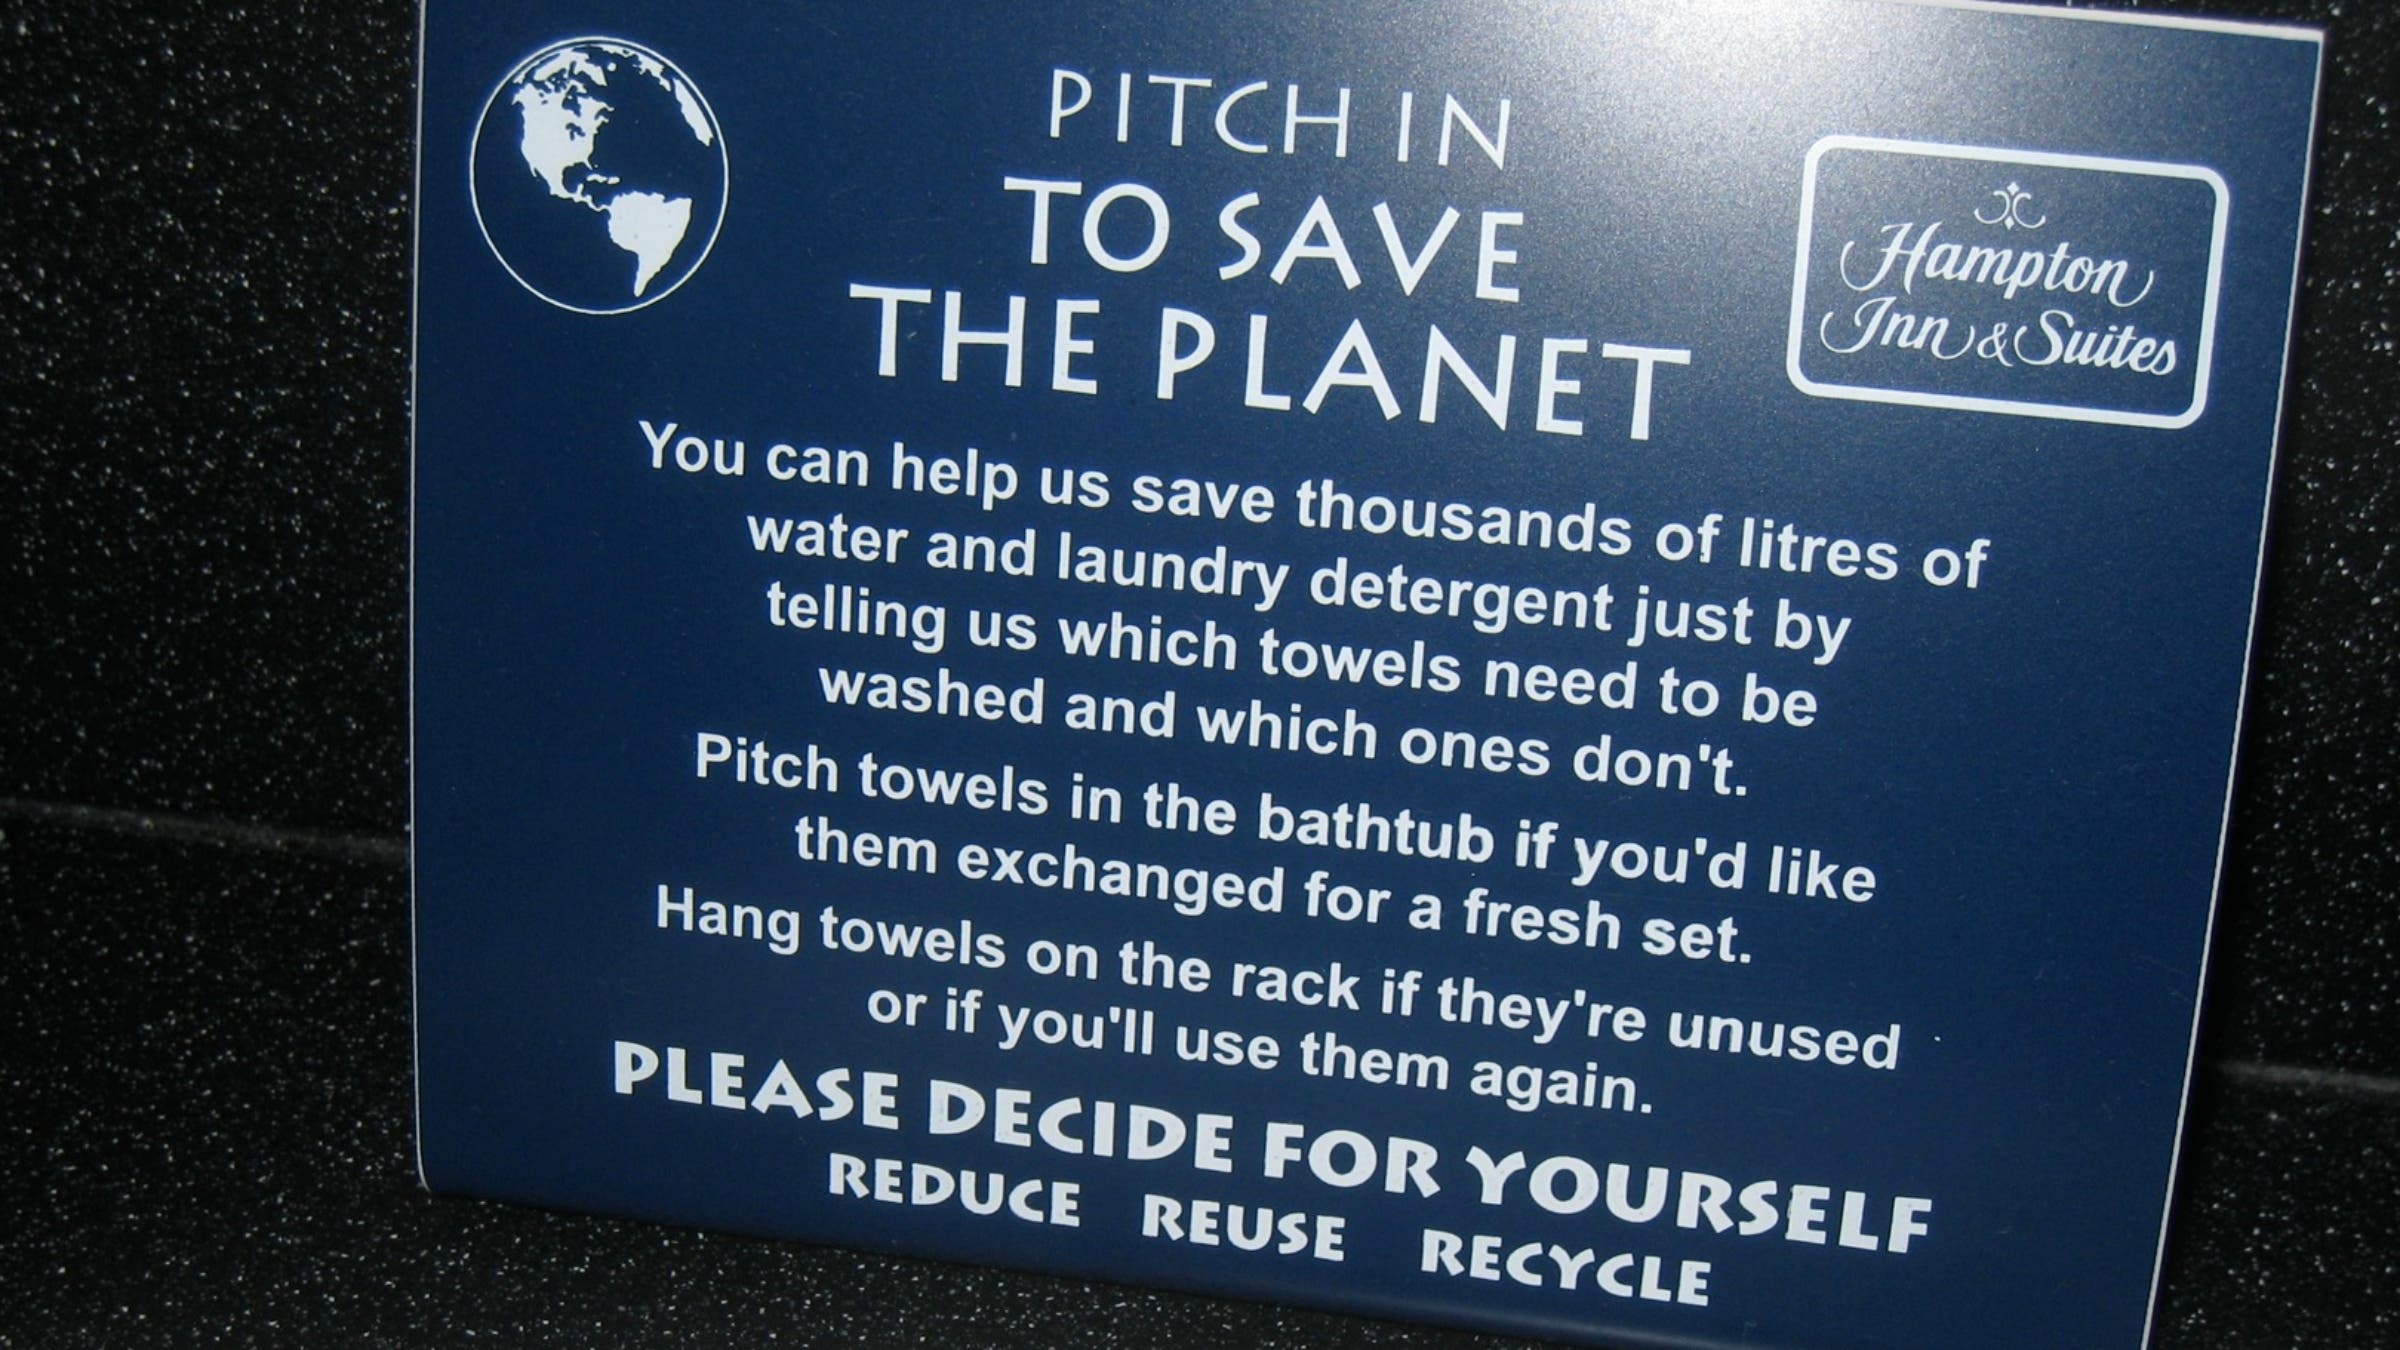 PITCH IN
TO SAVE
THE PLANET
Hampton
Inn & Suites
You can help us save thousands of litres of
water and laundry detergent just by
telling us which towels need to be
washed and which ones don't.
Pitch towels in the bathtub if you'd like
them exchanged for a fresh set.
Hang towels on the rack if they're unused
or if you'll use them again.
PLEASE DECIDE FOR YOURSELF
REDUCE REUSE RECYCLE